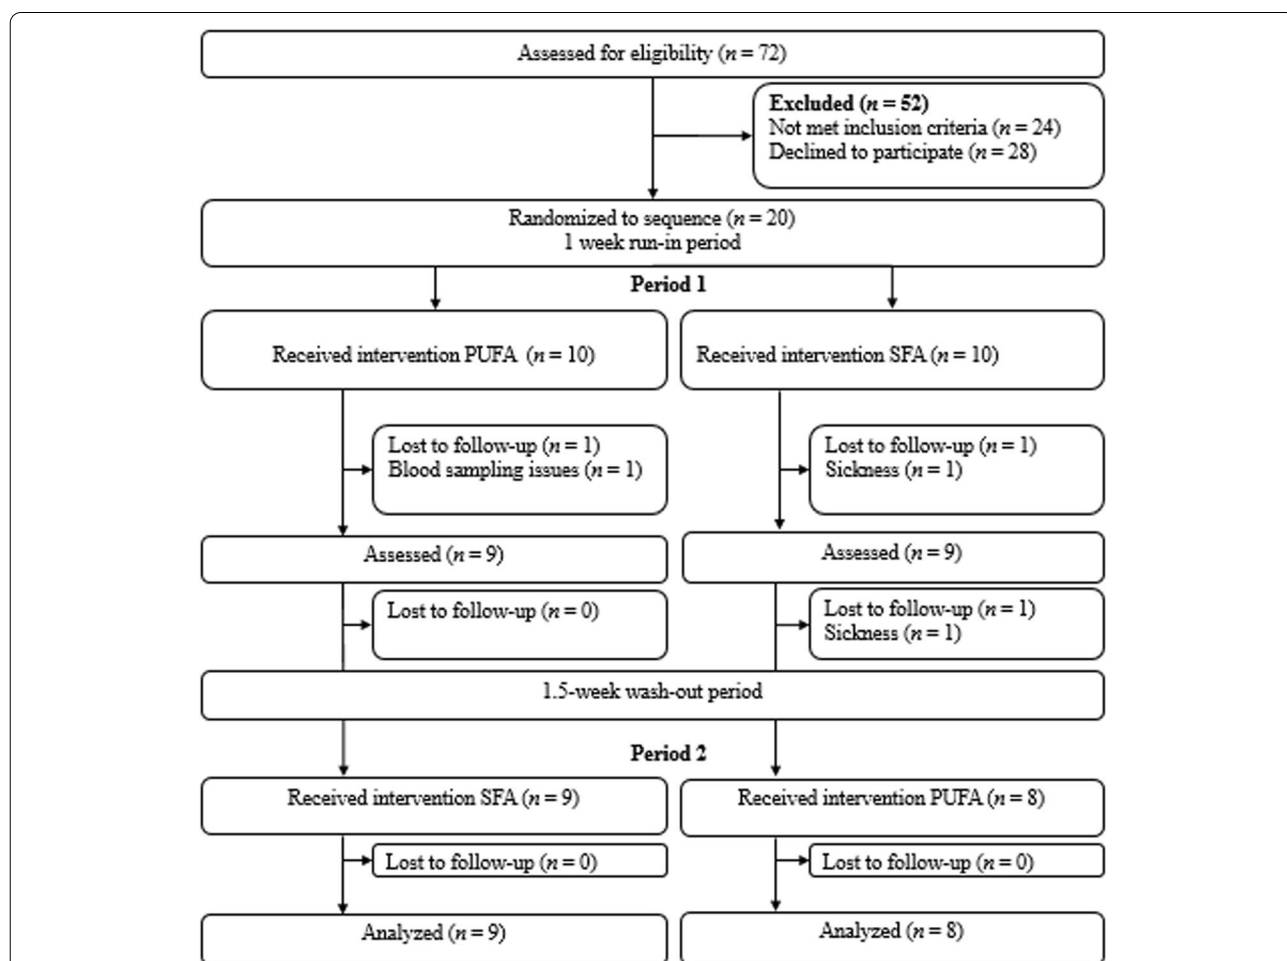 Assessed for eligibility (n = 72)
Excluded (n = 52)
Not met inclusion criteria (n = 24)
Declined to participate (n = 28)
Randomized to sequence (n = 20)
1 week run-in period
Period 1
Received intervention PUFA (n = 10)
Received intervention SFA (n = 10)
Lost to follow-up (n = 1)
Blood sampling issues (n = 1)
Lost to follow-up (n = 1)
Sickness (n = 1)
Assessed (n = 9)
Assessed (n = 9)
Lost to follow-up (n = 0)
Lost to follow-up (n = 1)
Sickness (n = 1)
1.5-week wash-out period
Period 2
Received intervention SFA (n = 9)
Received intervention PUFA (n = 8)
Lost to follow-up (n = 0)
Lost to follow-up (n = 0)
Analyzed (n = 9)
Analyzed (n = 8)